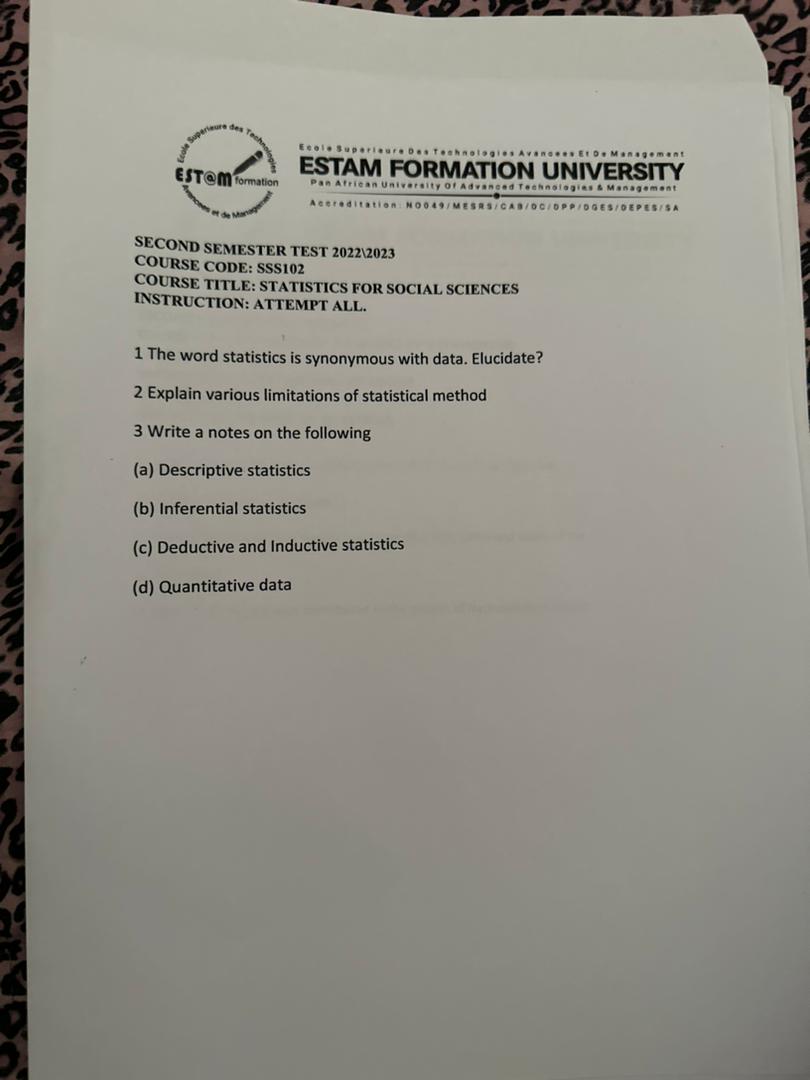 Ecole Superieure des Technologies
EST@M formation
Avancees et de Management
Ecole Superieure Des Technologies Avancees Et De Management
ESTAM FORMATION UNIVERSITY
Pan African University Of Advanced Technologies & Management
Accreditation: N0049/MESRS/CAB/DC/DPP/DGES/DEPES/SA
SECOND SEMESTER TEST 2022\2023
COURSE CODE: SSS102
COURSE TITLE: STATISTICS FOR SOCIAL SCIENCES
INSTRUCTION: ATTEMPT ALL.
1 The word statistics is synonymous with data. Elucidate?
2 Explain various limitations of statistical method
3 Write a notes on the following
(a) Descriptive statistics
(b) Inferential statistics
(c) Deductive and Inductive statistics
(d) Quantitative data